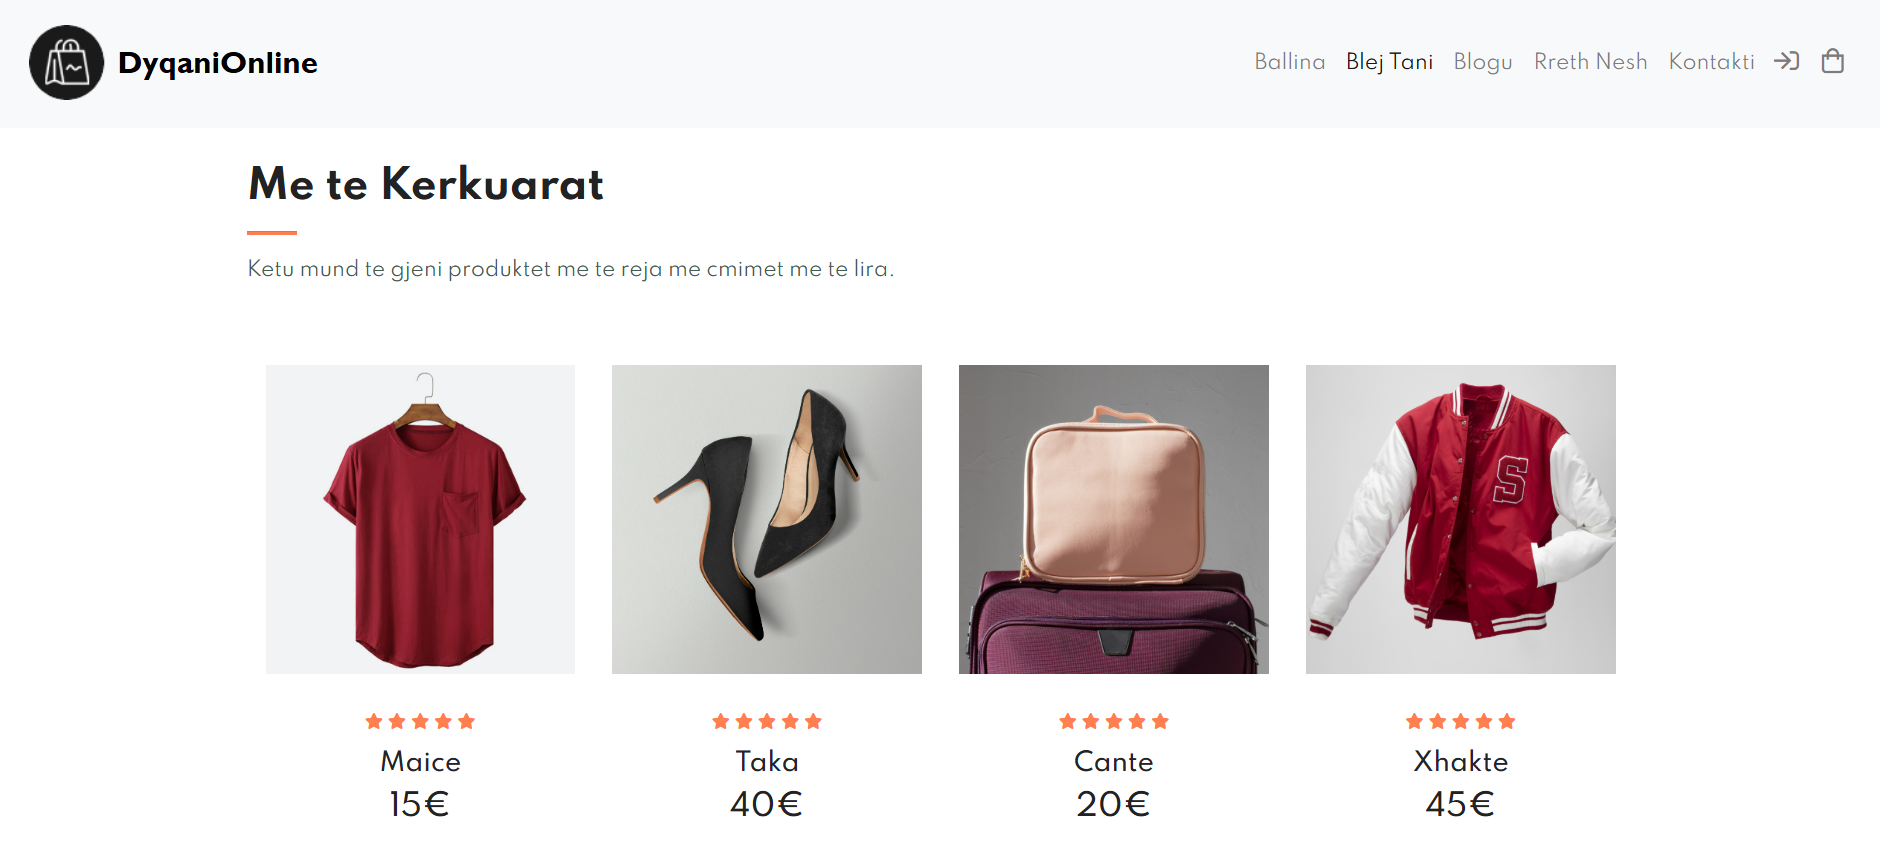 DyqaniOnline
Ballina Blej Tani Blogu Rreth Nesh Kontakti
Me te Kerkuarat
Ketu mund te gjeni produktet me te reja me cmimet me te lira.
S
Maice Taka Cante Xhakte
15€ 40€ 20€ 45€